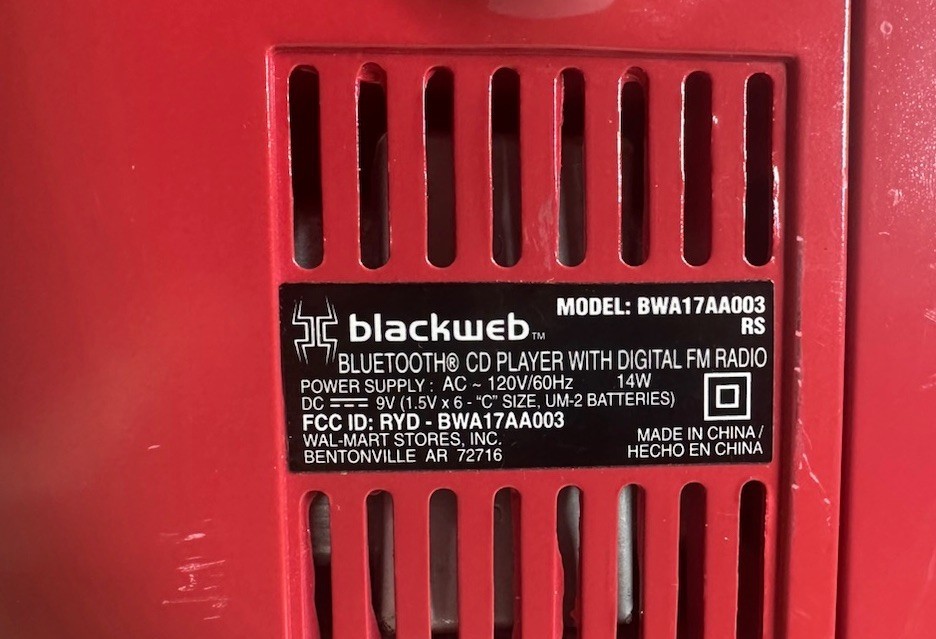 MODEL: BWA17AA003
RS
blackweb™
BLUETOOTH® CD PLAYER WITH DIGITAL FM RADIO
POWER SUPPLY : AC ~ 120V/60Hz 14W
DC ⎓ 9V (1.5V x 6 - “C” SIZE, UM-2 BATTERIES)
FCC ID: RYD - BWA17AA003
WAL-MART STORES, INC.
BENTONVILLE AR 72716
MADE IN CHINA /
HECHO EN CHINA